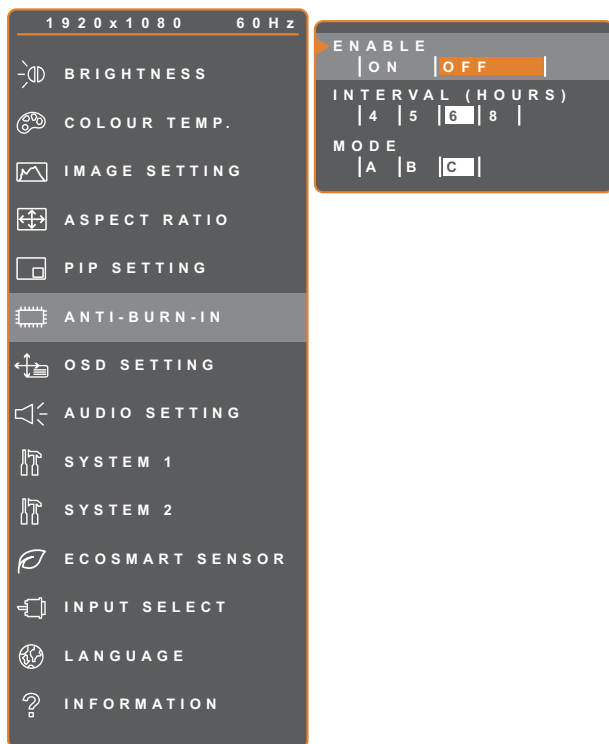 1920x1080 60Hz
BRIGHTNESS
COLOUR TEMP.
IMAGE SETTING
ASPECT RATIO
PIP SETTING
ANTI-BURN-IN
OSD SETTING
AUDIO SETTING
SYSTEM 1
SYSTEM 2
ECOSMART SENSOR
INPUT SELECT
LANGUAGE
INFORMATION
ENABLE
ON OFF
INTERVAL (HOURS)
4 5 6 8
MODE
A B C